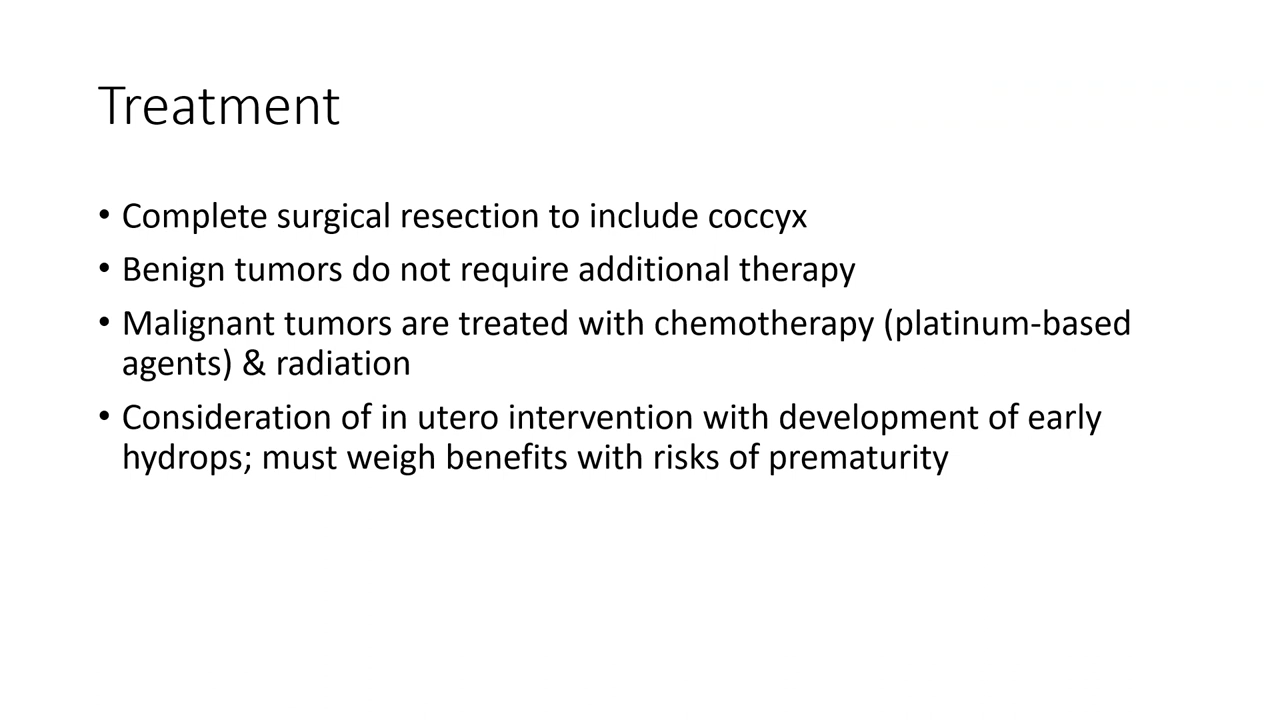 Treatment
• Complete surgical resection to include coccyx
• Benign tumors do not require additional therapy
• Malignant tumors are treated with chemotherapy (platinum-based
agents) & radiation
• Consideration of in utero intervention with development of early
hydrops; must weigh benefits with risks of prematurity